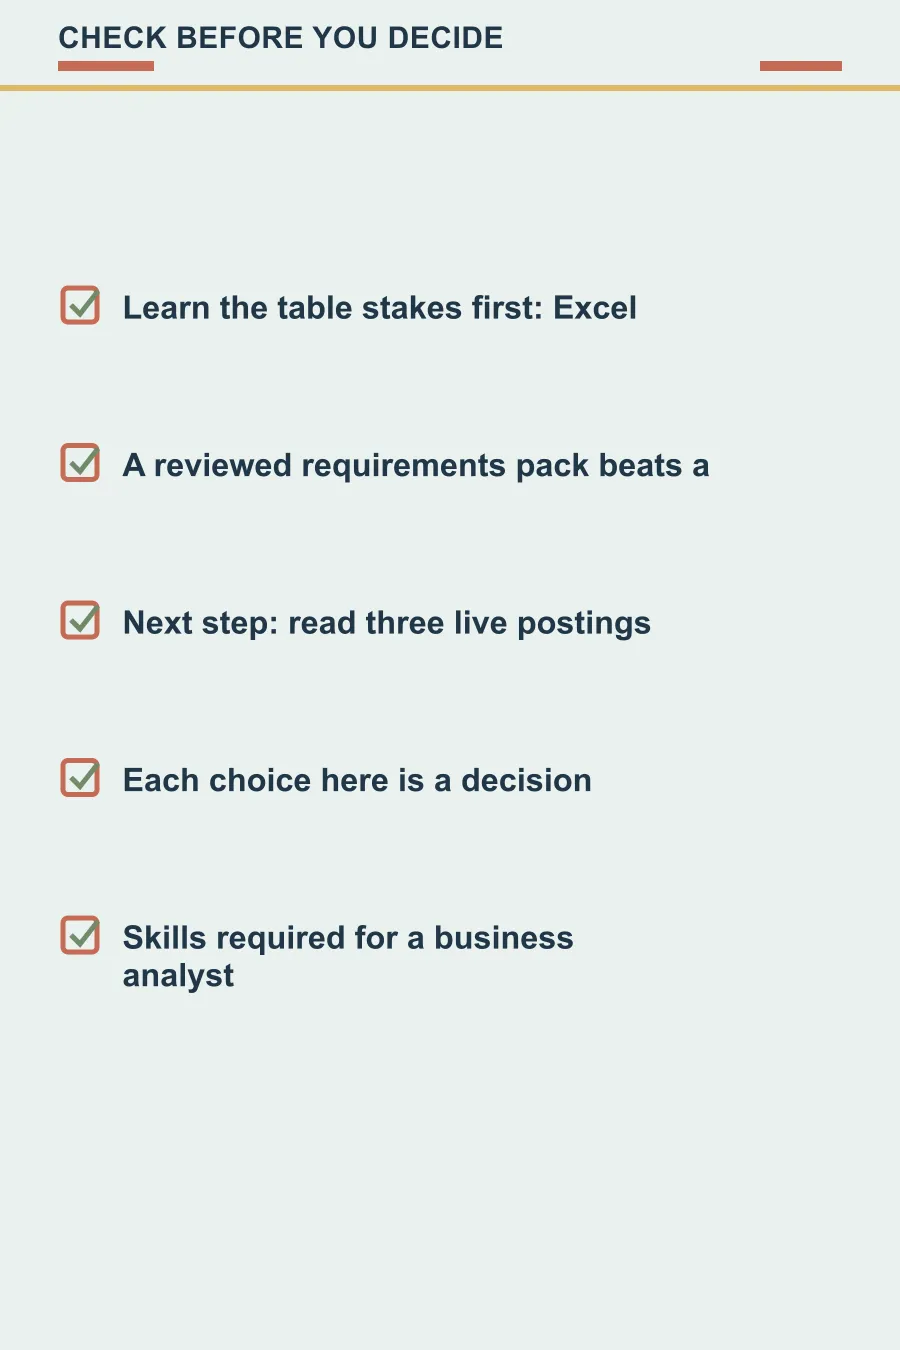 CHECK BEFORE YOU DECIDE
Learn the table stakes first: Excel
A reviewed requirements pack beats a
Next step: read three live postings
Each choice here is a decision
Skills required for a business
analyst